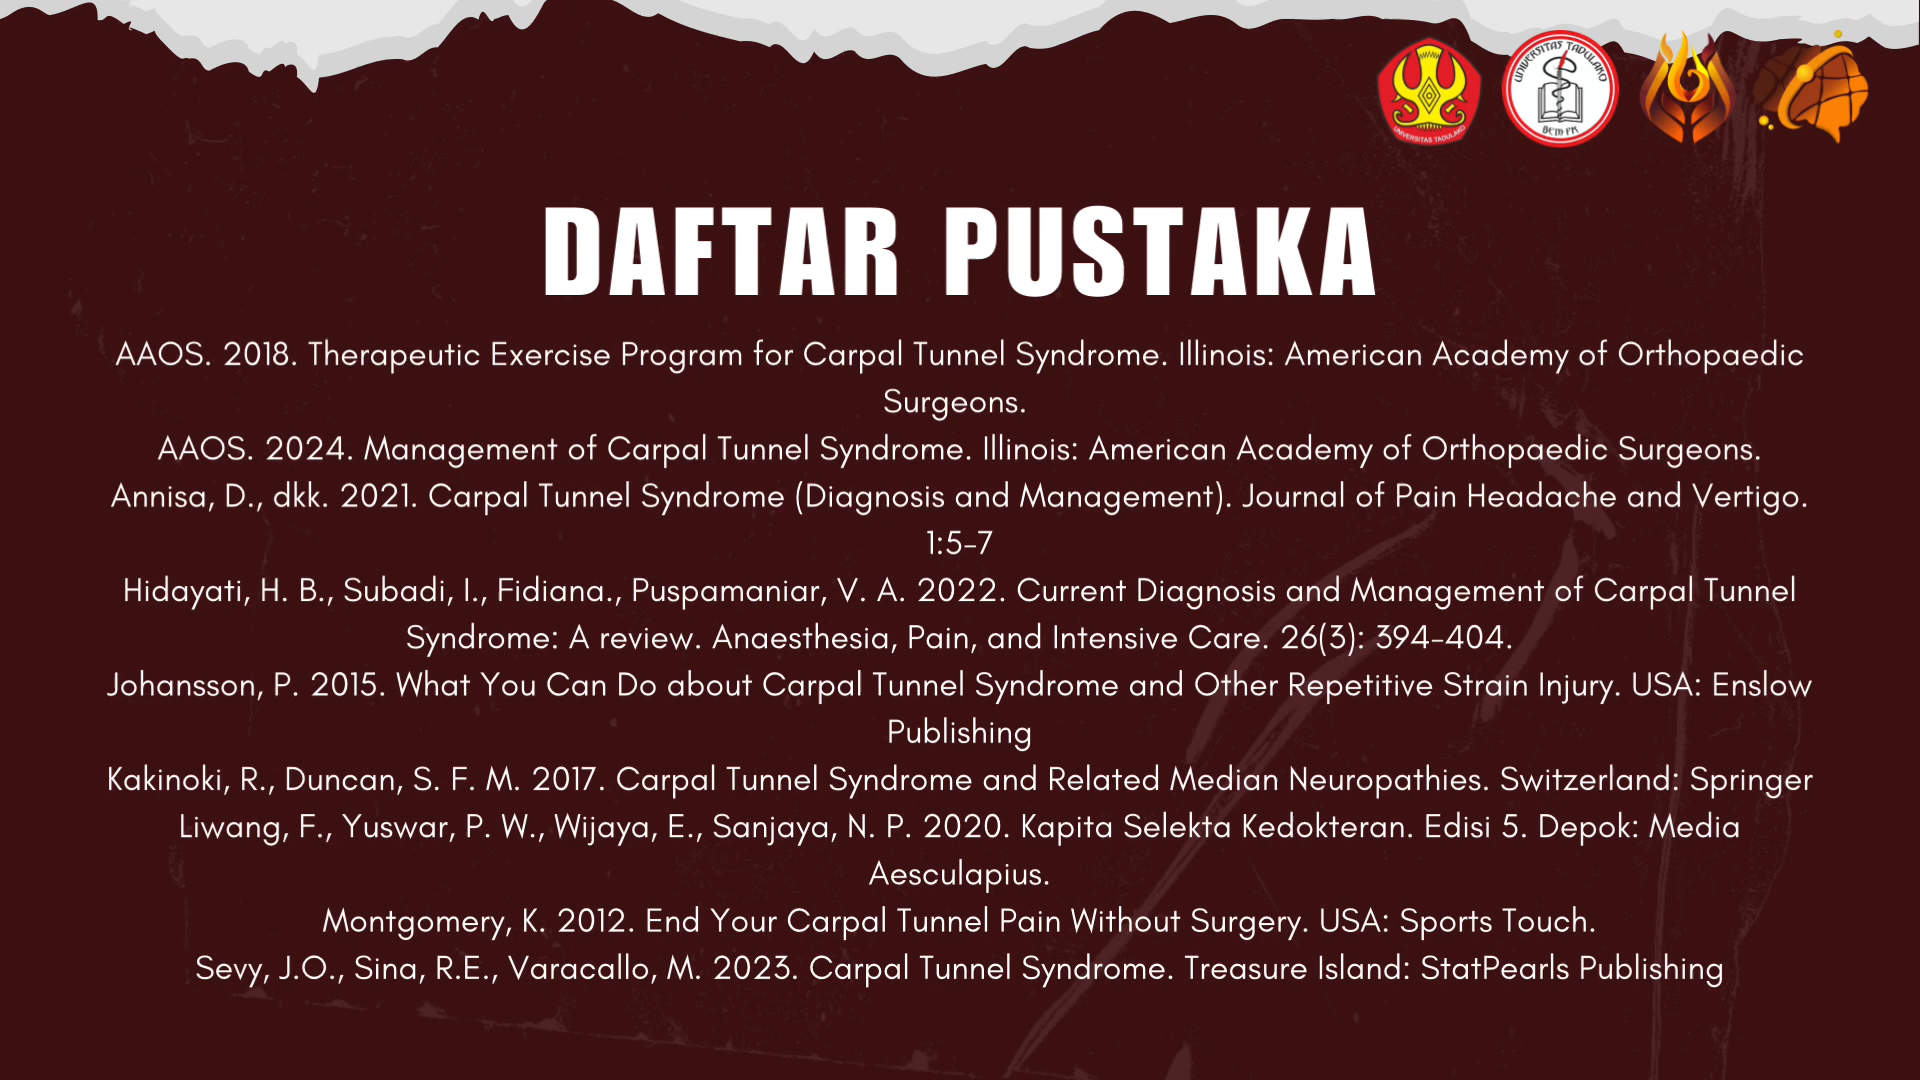 UNIVERSITAS TADULAKO
UNIVERSITAS TADULAKO
BEM FK
DAFTAR PUSTAKA
AAOS. 2018. Therapeutic Exercise Program for Carpal Tunnel Syndrome. Illinois: American Academy of Orthopaedic
Surgeons.
AAOS. 2024. Management of Carpal Tunnel Syndrome. Illinois: American Academy of Orthopaedic Surgeons.
Annisa, D., dkk. 2021. Carpal Tunnel Syndrome (Diagnosis and Management). Journal of Pain Headache and Vertigo.
1:5-7
Hidayati, H. B., Subadi, I., Fidiana., Puspamaniar, V. A. 2022. Current Diagnosis and Management of Carpal Tunnel
Syndrome: A review. Anaesthesia, Pain, and Intensive Care. 26(3): 394-404.
Johansson, P. 2015. What You Can Do about Carpal Tunnel Syndrome and Other Repetitive Strain Injury. USA: Enslow
Publishing
Kakinoki, R., Duncan, S. F. M. 2017. Carpal Tunnel Syndrome and Related Median Neuropathies. Switzerland: Springer
Liwang, F., Yuswar, P. W., Wijaya, E., Sanjaya, N. P. 2020. Kapita Selekta Kedokteran. Edisi 5. Depok: Media
Aesculapius.
Montgomery, K. 2012. End Your Carpal Tunnel Pain Without Surgery. USA: Sports Touch.
Sevy, J.O., Sina, R.E., Varacallo, M. 2023. Carpal Tunnel Syndrome. Treasure Island: StatPearls Publishing